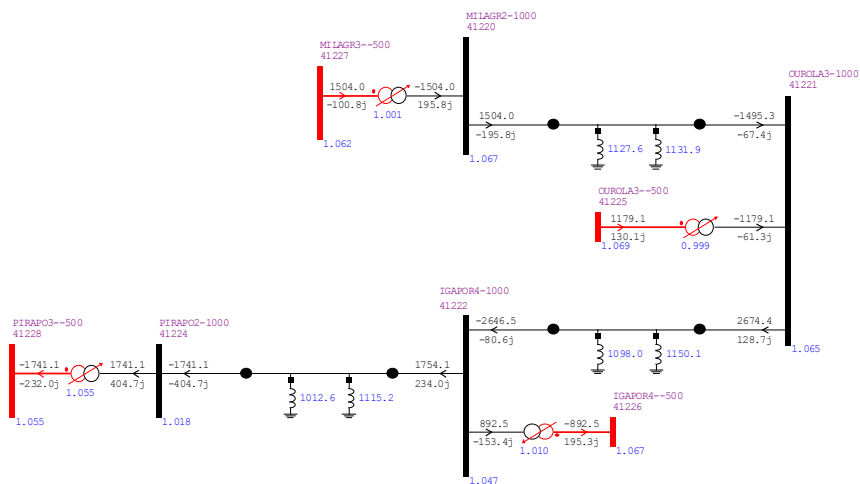 MILAGR2-1000
41220
MILAGR3--500
41227
OUROLA3-1000
41221
1504.0
-100.8j
1.001
-1504.0
195.8j
1504.0
-195.8j
-1495.3
-67.4j
1.062
1.067
1127.6
1131.9
OUROLA3--500
41225
1179.1
130.1j
1.069
0.999
-1179.1
-61.3j
IGAPOR4-1000
41222
PIRAPO3--500
41228
PIRAPO2-1000
41224
-2646.5
-80.6j
2674.4
128.7j
1.065
1098.0
1150.1
-1741.1
-232.0j
1.055
1741.1
404.7j
-1741.1
-404.7j
1754.1
234.0j
1012.6
1115.2
IGAPOR4--500
41226
1.055
1.018
892.5
-153.4j
1.010
-892.5
195.3j
1.067
1.047